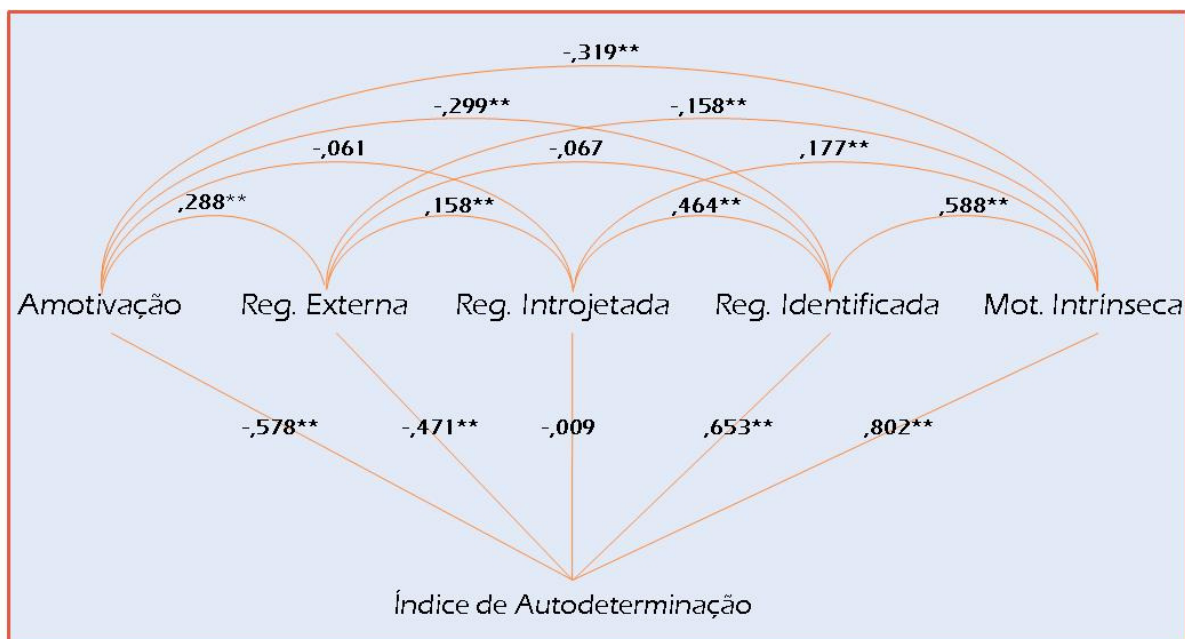 -,319**
-,299** -,158**
-,061 -,067 ,177**
,288** ,158** ,464** ,588**
Amotivação Reg. Externa Reg. Introjetada Reg. Identificada Mot. Intrínseca
-,578** -,471** -,009 ,653** ,802**
Índice de Autodeterminação